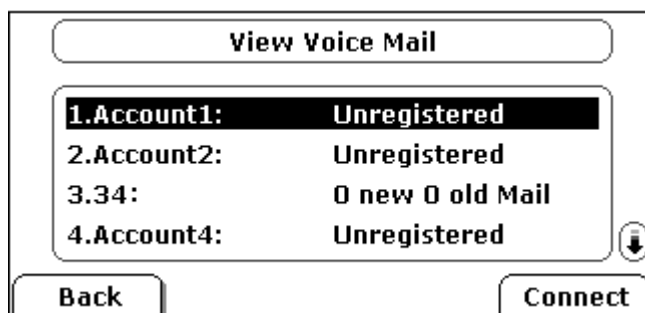 View Voice Mail
1.Account1: Unregistered
2.Account2: Unregistered
3.34: 0 new 0 old Mail
4.Account4: Unregistered
Back Connect